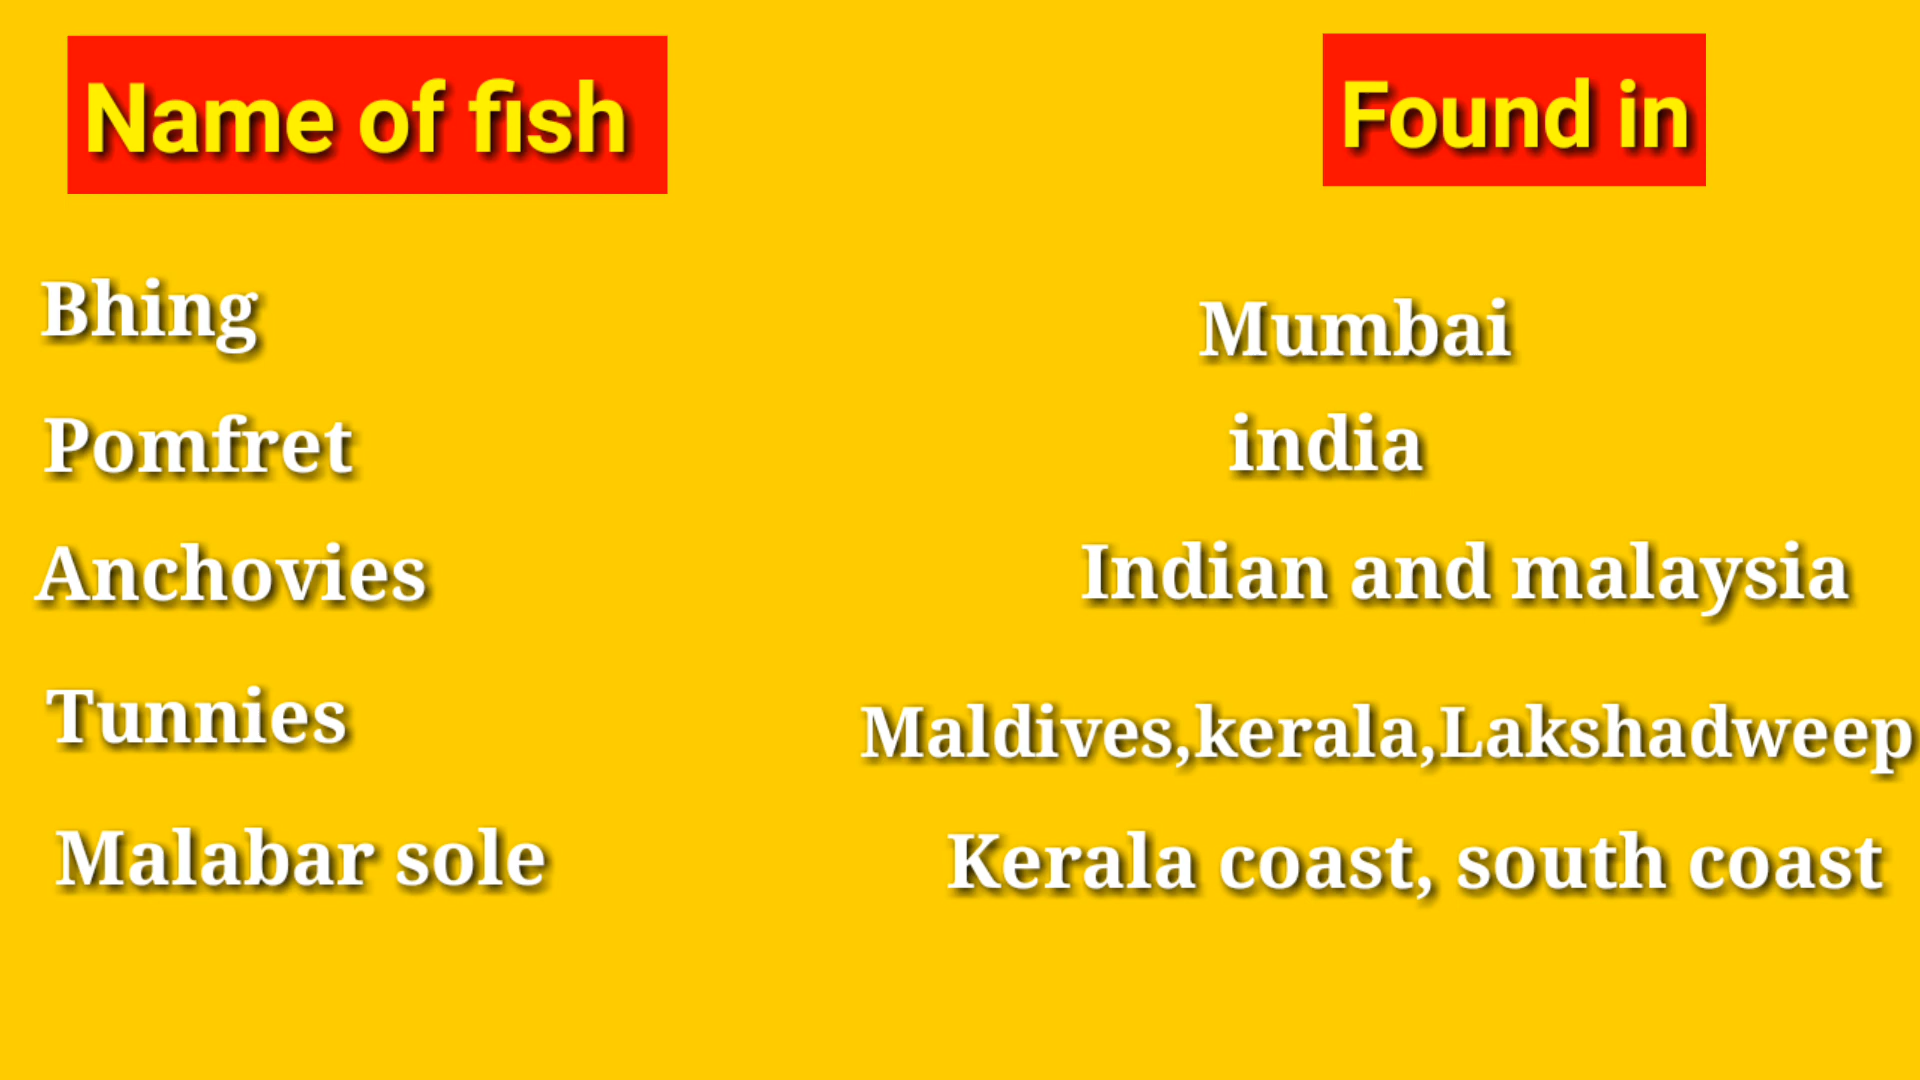 Name of fish Found in
Bhing Mumbai
Pomfret india
Anchovies Indian and malaysia
Tunnies Maldives,kerala,Lakshadweep
Malabar sole Kerala coast, south coast